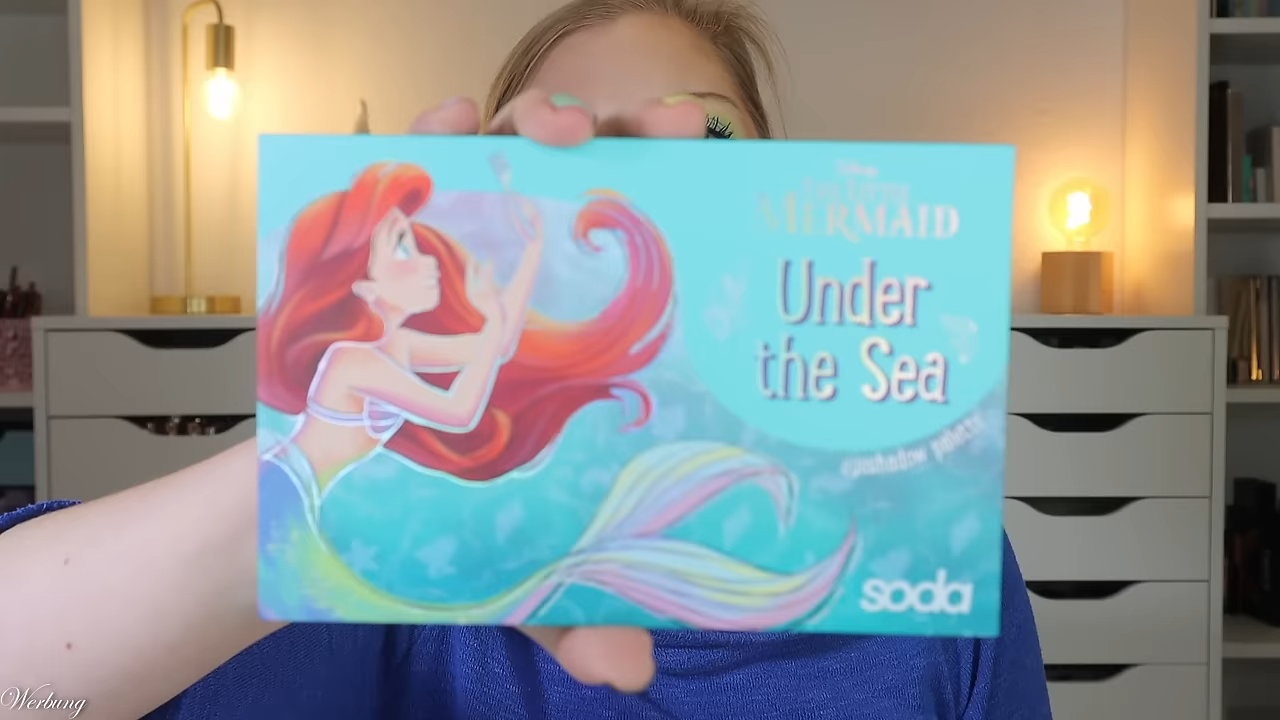 Disney
THE LITTLE
MERMAID
Under
the Sea
eyeshadow palette
soda
Werbung